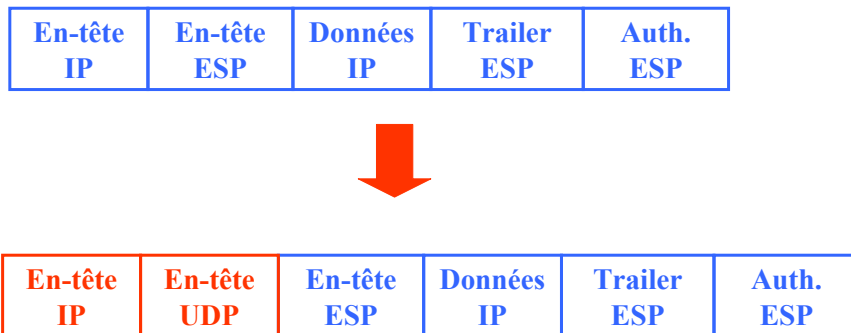 En-tête En-tête Données Trailer Auth.
IP ESP IP ESP ESP
En-tête En-tête En-tête Données Trailer Auth.
IP UDP ESP IP ESP ESP